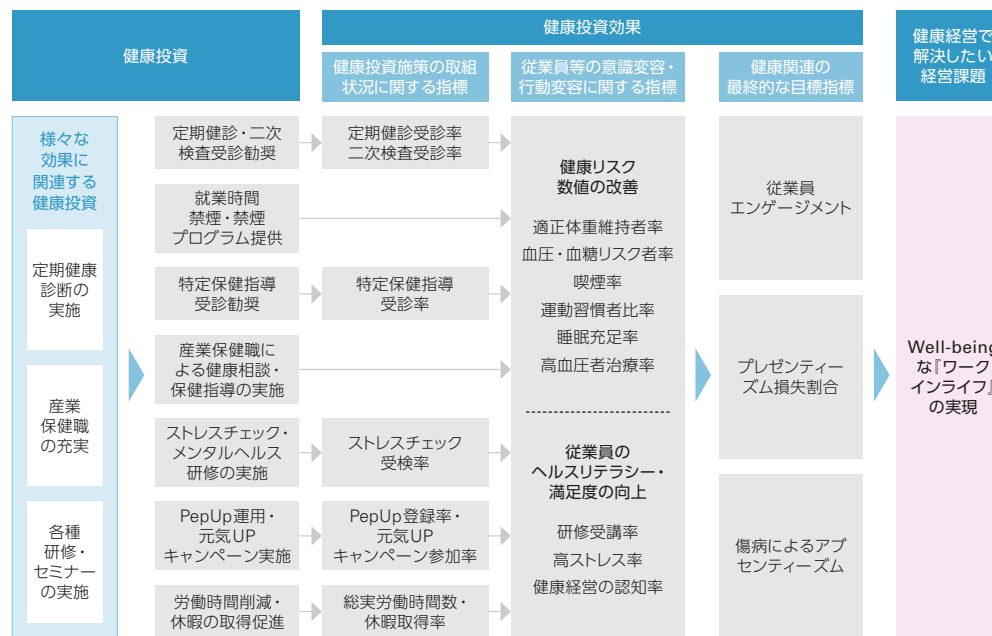 健康投資
健康投資効果
健康経営で
解決したい
経営課題
健康投資施策の取組
状況に関する指標
従業員等の意識変容・
行動変容に関する指標
健康関連の
最終的な目標指標
様々な
効果に
関連する
健康投資
定期健康
診断の
実施
産業
保健職
の充実
各種
研修・
セミナー
の実施
定期健診・二次
検査受診勧奨
就業時間
禁煙・禁煙
プログラム提供
特定保健指導
受診勧奨
産業保健職に
よる健康相談・
保健指導の実施
ストレスチェック・
メンタルヘルス
研修の実施
PepUp運用・
元気UP
キャンペーン実施
労働時間削減・
休暇の取得促進
定期健診受診率
二次検査受診率
特定保健指導
受診率
ストレスチェック
受検率
PepUp登録率・
元気UP
キャンペーン参加率
総実労働時間数・
休暇取得率
健康リスク
数値の改善
適正体重維持者率
血圧・血糖リスク者率
喫煙率
運動習慣者比率
睡眠充足率
高血圧者治療率
従業員の
ヘルスリテラシー・
満足度の向上
研修受講率
高ストレス率
健康経営の認知率
従業員
エンゲージメント
プレゼンティー
ズム損失割合
傷病によるアブ
センティーズム
Well-being
な『ワーク
インライフ』
の実現